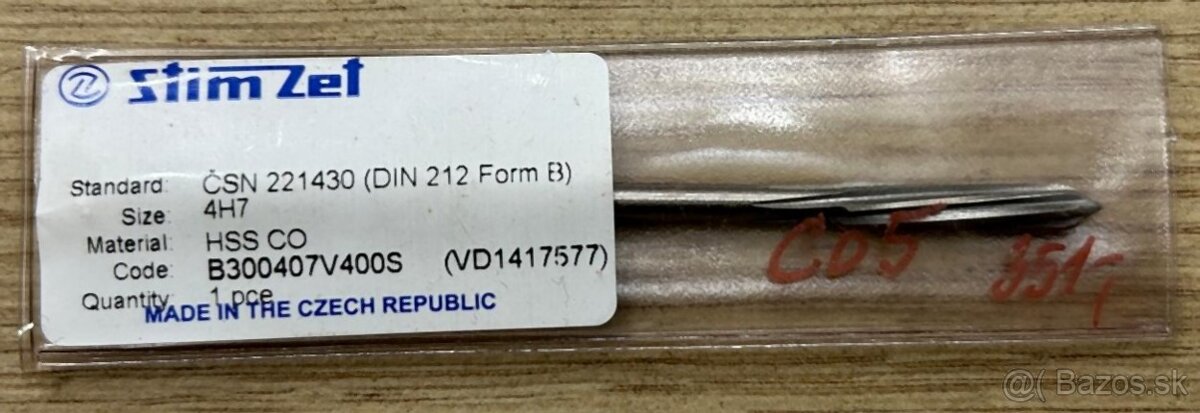 Stim Zet
Standard: ČSN 221430 (DIN 212 Form B)
Size: 4H7
Material: HSS CO
Code: B300407V400S (VD1417577)
Quantity: 1 pce
MADE IN THE CZECH REPUBLIC
CO5
351,-
@( Bazos.sk